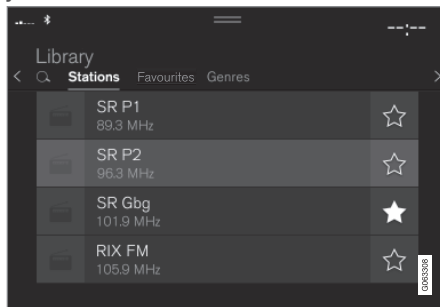 --:--
Library
Stations Favourites Genres
SR P1
89.3 MHz
SR P2
96.3 MHz
SR Gbg
101.9 MHz
RIX FM
105.9 MHz
G063308